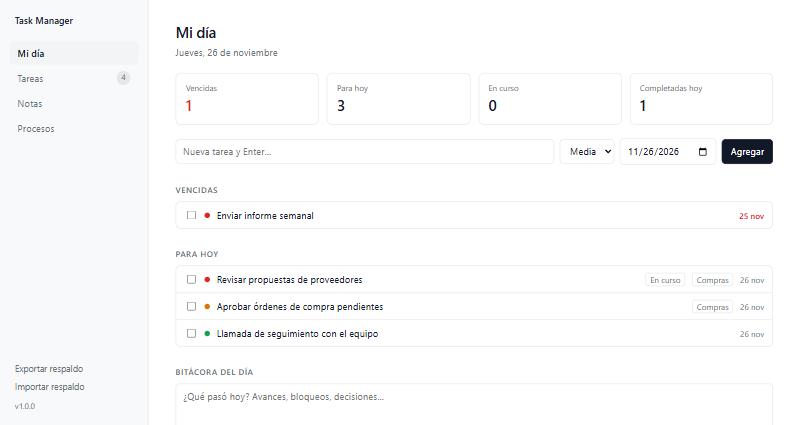 Task Manager
Mi día
Tareas 4
Notas
Procesos
Exportar respaldo
Importar respaldo
v1.0.0
Mi día
Jueves, 26 de noviembre
Vencidas Para hoy En curso Completadas hoy
1 3 0 1
Nueva tarea y Enter... Media 11/26/2026 Agregar
VENCIDAS
Enviar informe semanal 25 nov
PARA HOY
Revisar propuestas de proveedores En curso Compras 26 nov
Aprobar órdenes de compra pendientes Compras 26 nov
Llamada de seguimiento con el equipo 26 nov
BITÁCORA DEL DÍA
¿Qué pasó hoy? Avances, bloqueos, decisiones...